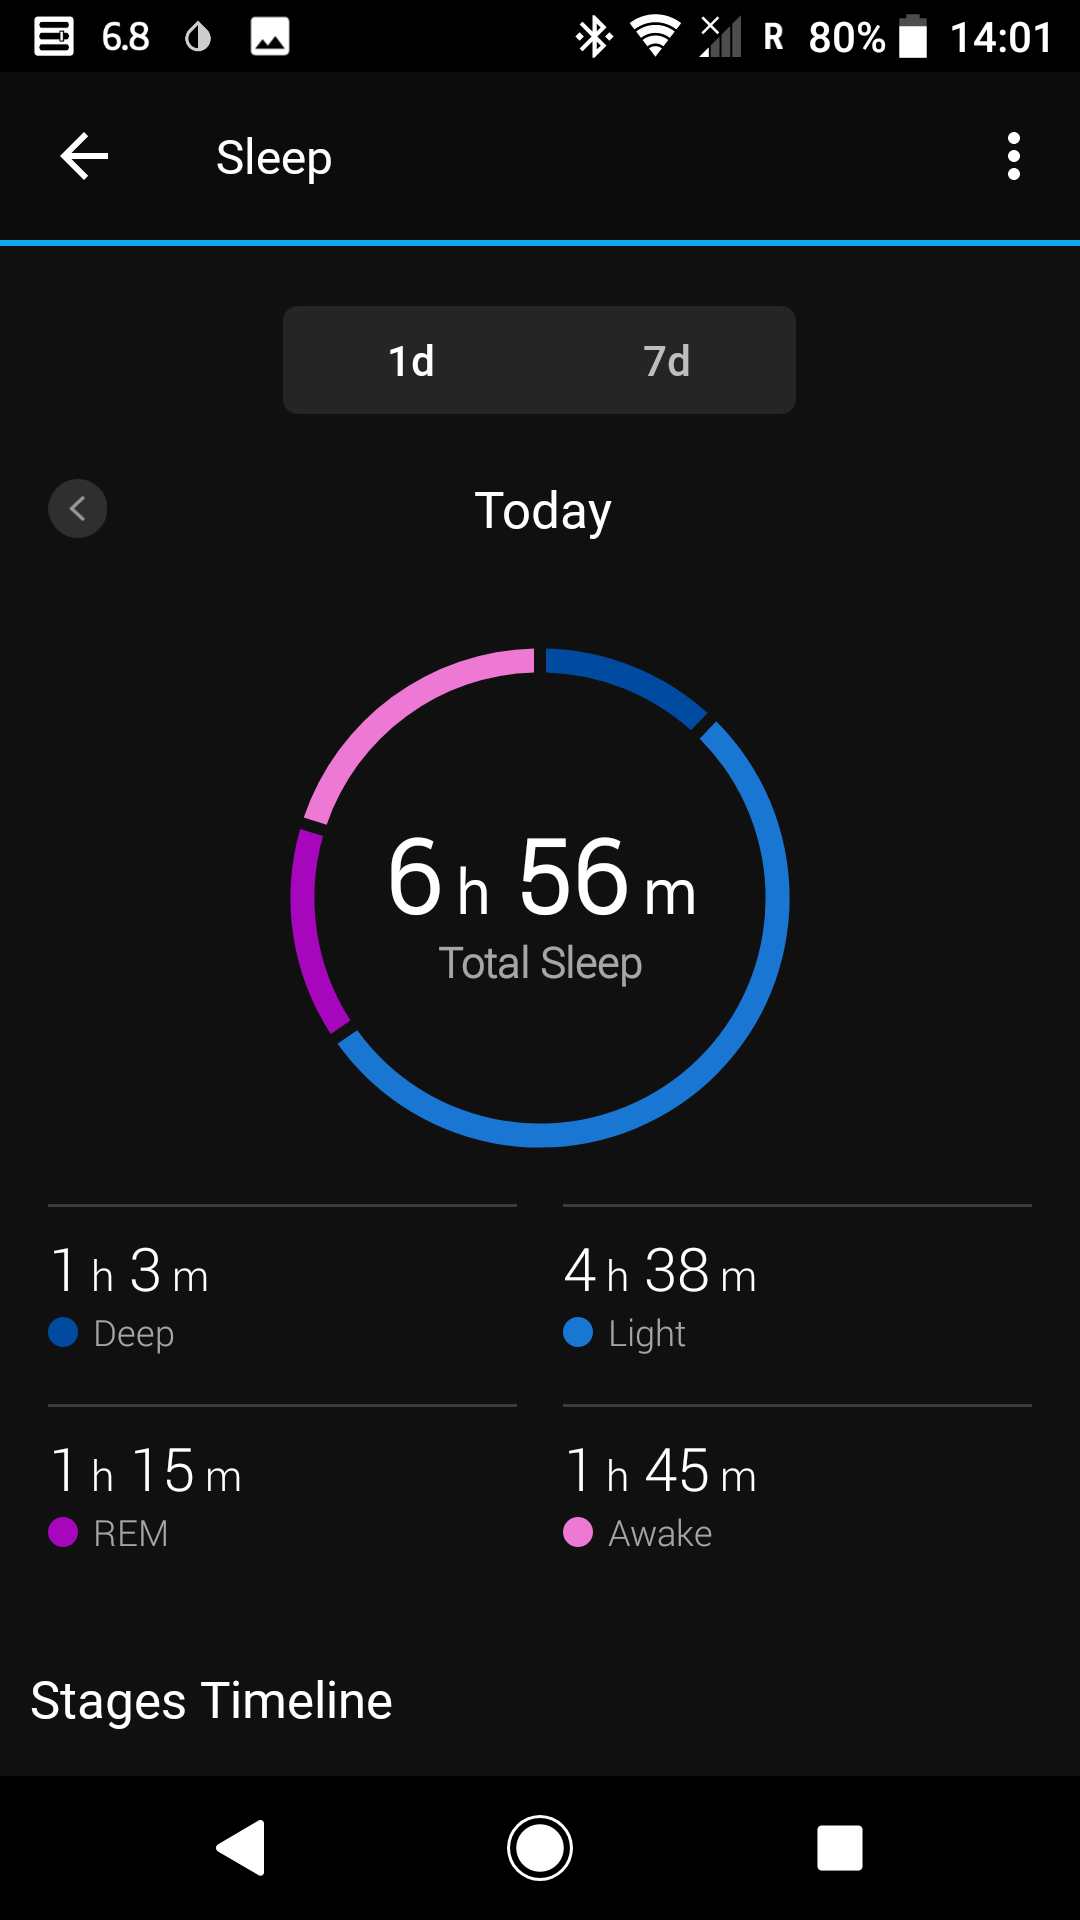 6.8 R 80% 14:01
Sleep
1d 7d
Today
6 h 56 m
Total Sleep
1 h 3 m 4 h 38 m
Deep Light
1 h 15 m 1 h 45 m
REM Awake
Stages Timeline